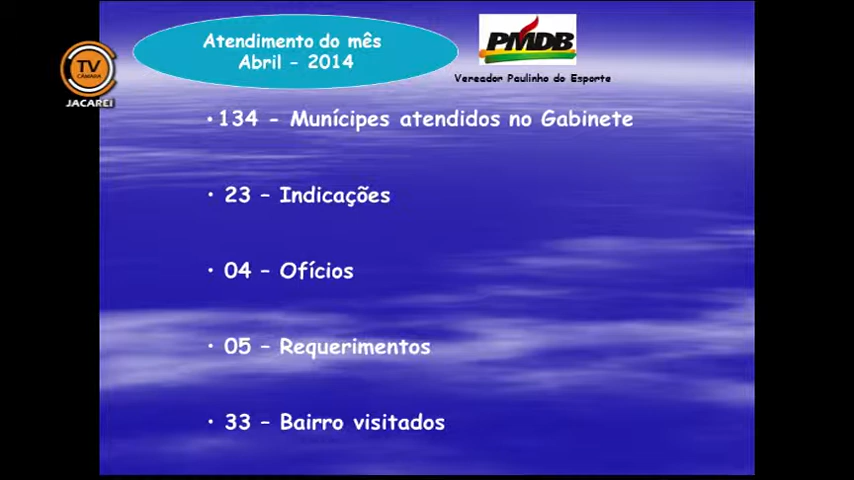 Atendimento do mês
Abril - 2014
PMDB
Vereador Paulinho do Esporte
TV
CÂMARA
JACAREÍ
• 134 - Munícipes atendidos no Gabinete
• 23 - Indicações
• 04 - Ofícios
• 05 - Requerimentos
• 33 - Bairro visitados